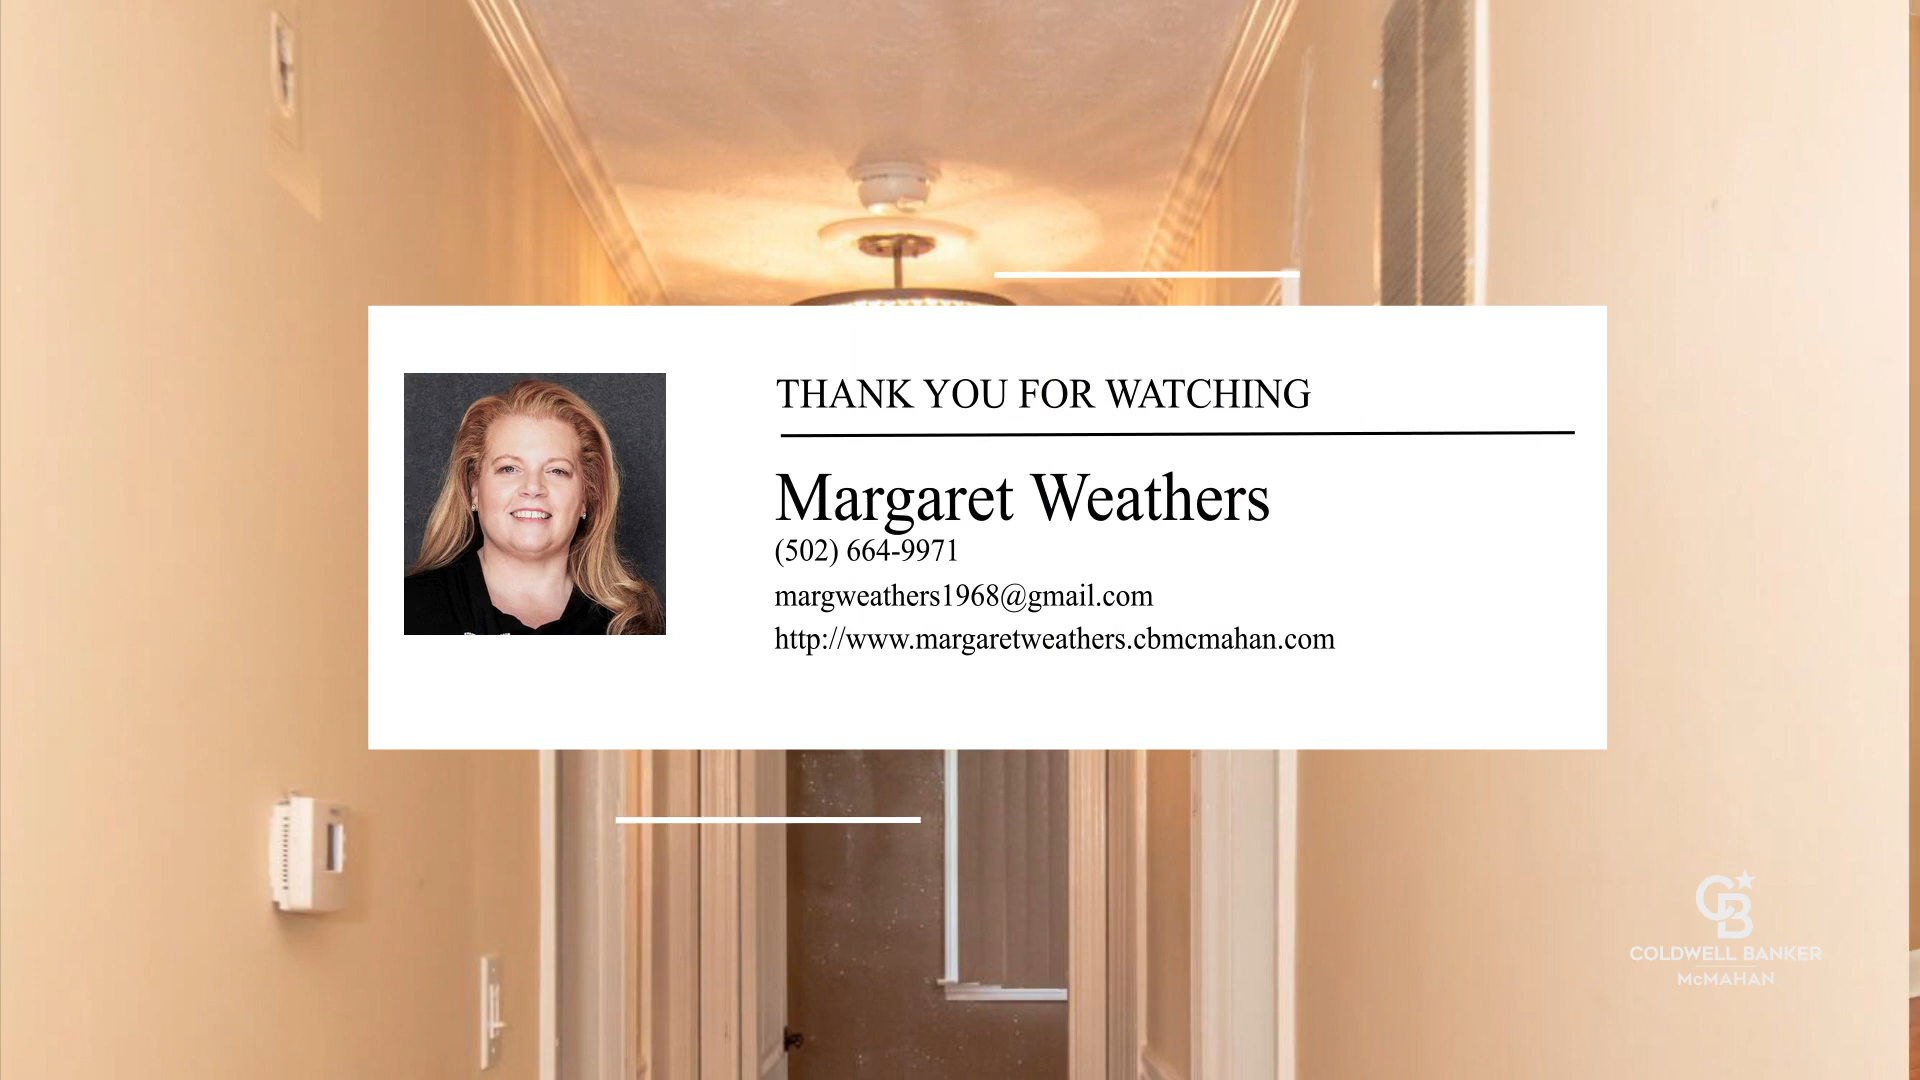 THANK YOU FOR WATCHING
Margaret Weathers
(502) 664-9971
margweathers1968@gmail.com
http://www.margaretweathers.cbmcmahan.com
CB
COLDWELL BANKER
McMAHAN